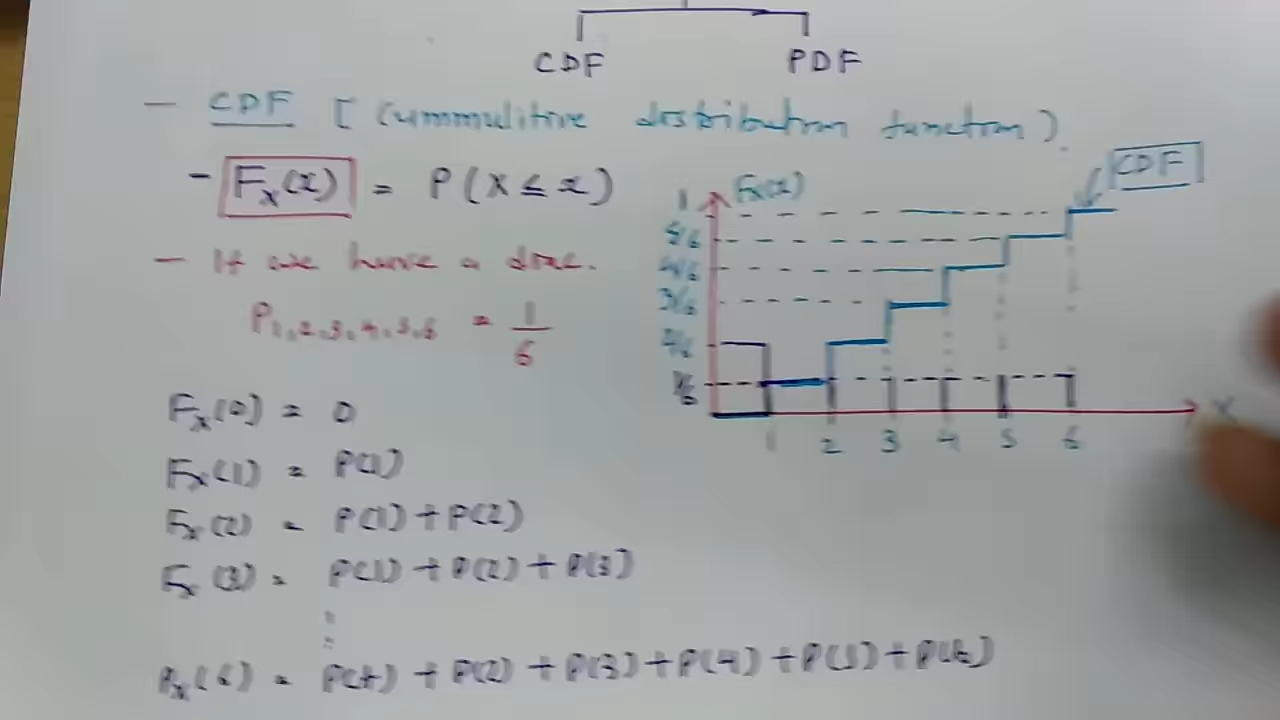 CDF PDF
- CDF [ Cummulitive distribution function).
- Fx(x) = P(X ≤ x)
- If we have a dice.
P1,2,3,4,5,6 = 1/6
Fx(0) = 0
Fx(1) = P(1)
Fx(2) = P(1) + P(2)
Fx(3) = P(1) + P(2) + P(3)
Fx(6) = P(1) + P(2) + P(3) + P(4) + P(5) + P(6)
Fx(x)
CDF
1
5/6
4/6
3/6
2/6
1/6
1 2 3 4 5 6
X